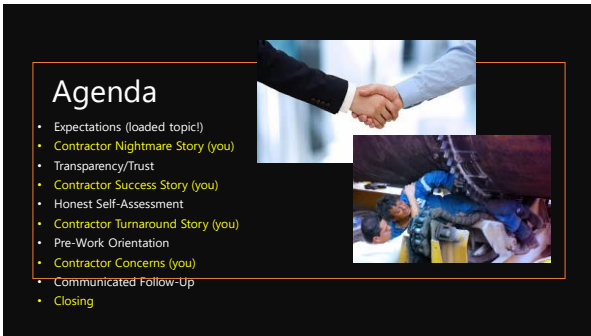 Agenda
• Expectations (loaded topic!)
• Contractor Nightmare Story (you)
• Transparency/Trust
• Contractor Success Story (you)
• Honest Self-Assessment
• Contractor Turnaround Story (you)
• Pre-Work Orientation
• Contractor Concerns (you)
• Communicated Follow-Up
• Closing